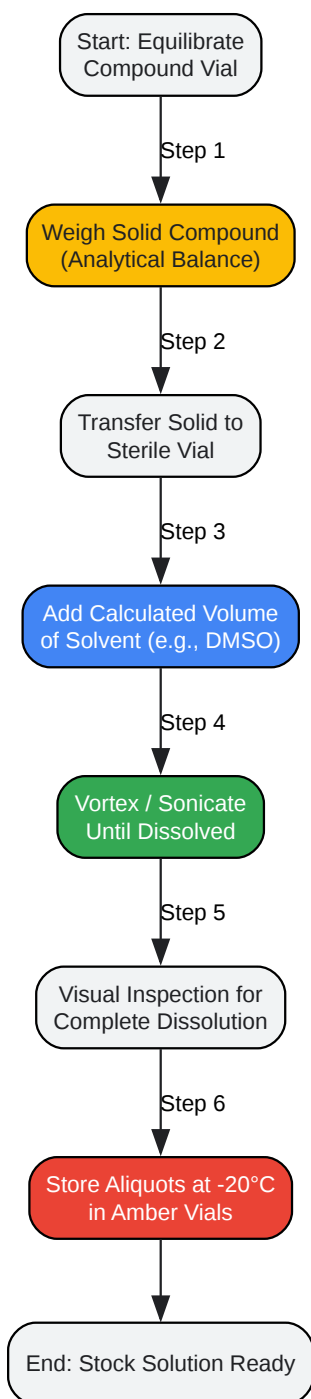 Start: Equilibrate
Compound Vial
Step 1
Weigh Solid Compound
(Analytical Balance)
Step 2
Transfer Solid to
Sterile Vial
Step 3
Add Calculated Volume
of Solvent (e.g., DMSO)
Step 4
Vortex / Sonicate
Until Dissolved
Step 5
Visual Inspection for
Complete Dissolution
Step 6
Store Aliquots at -20°C
in Amber Vials
End: Stock Solution Ready